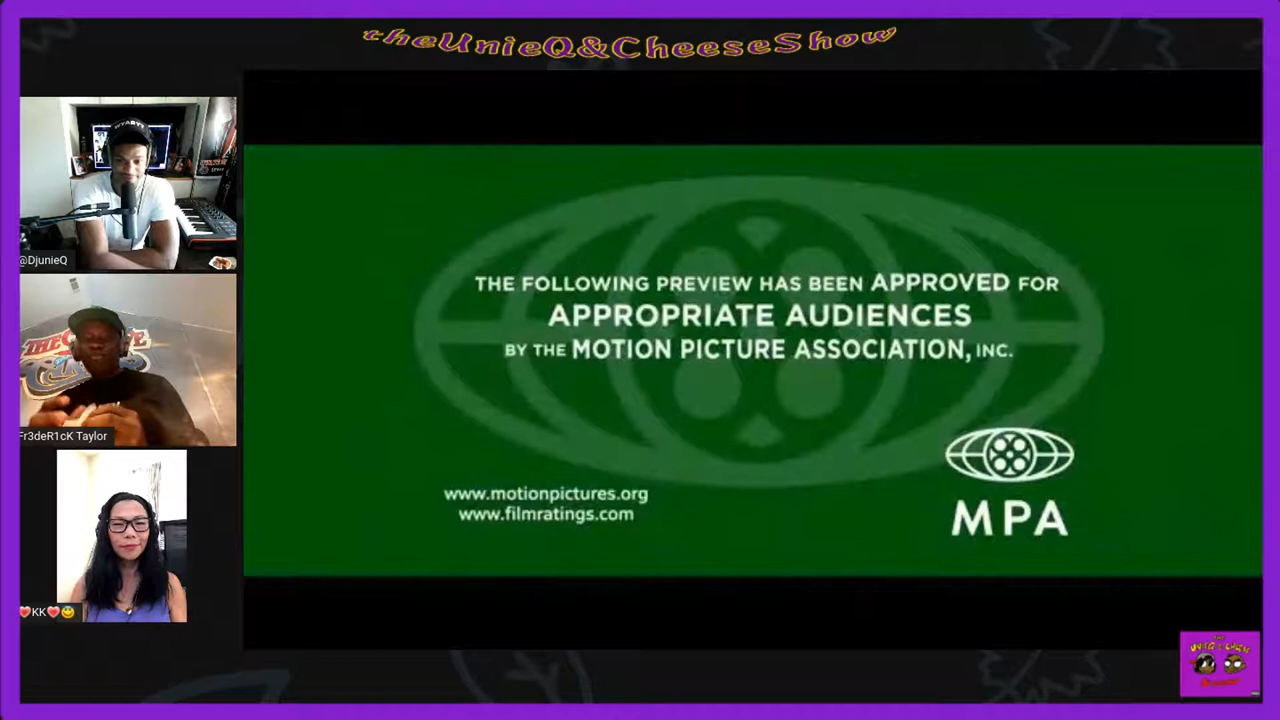 theUnieQ&CheeseShow
@DjunieQ
Fr3deR1cK Taylor
❤KK❤😇
THE FOLLOWING PREVIEW HAS BEEN APPROVED FOR
APPROPRIATE AUDIENCES
BY THE MOTION PICTURE ASSOCIATION, INC.
www.motionpictures.org
www.filmratings.com
MPA